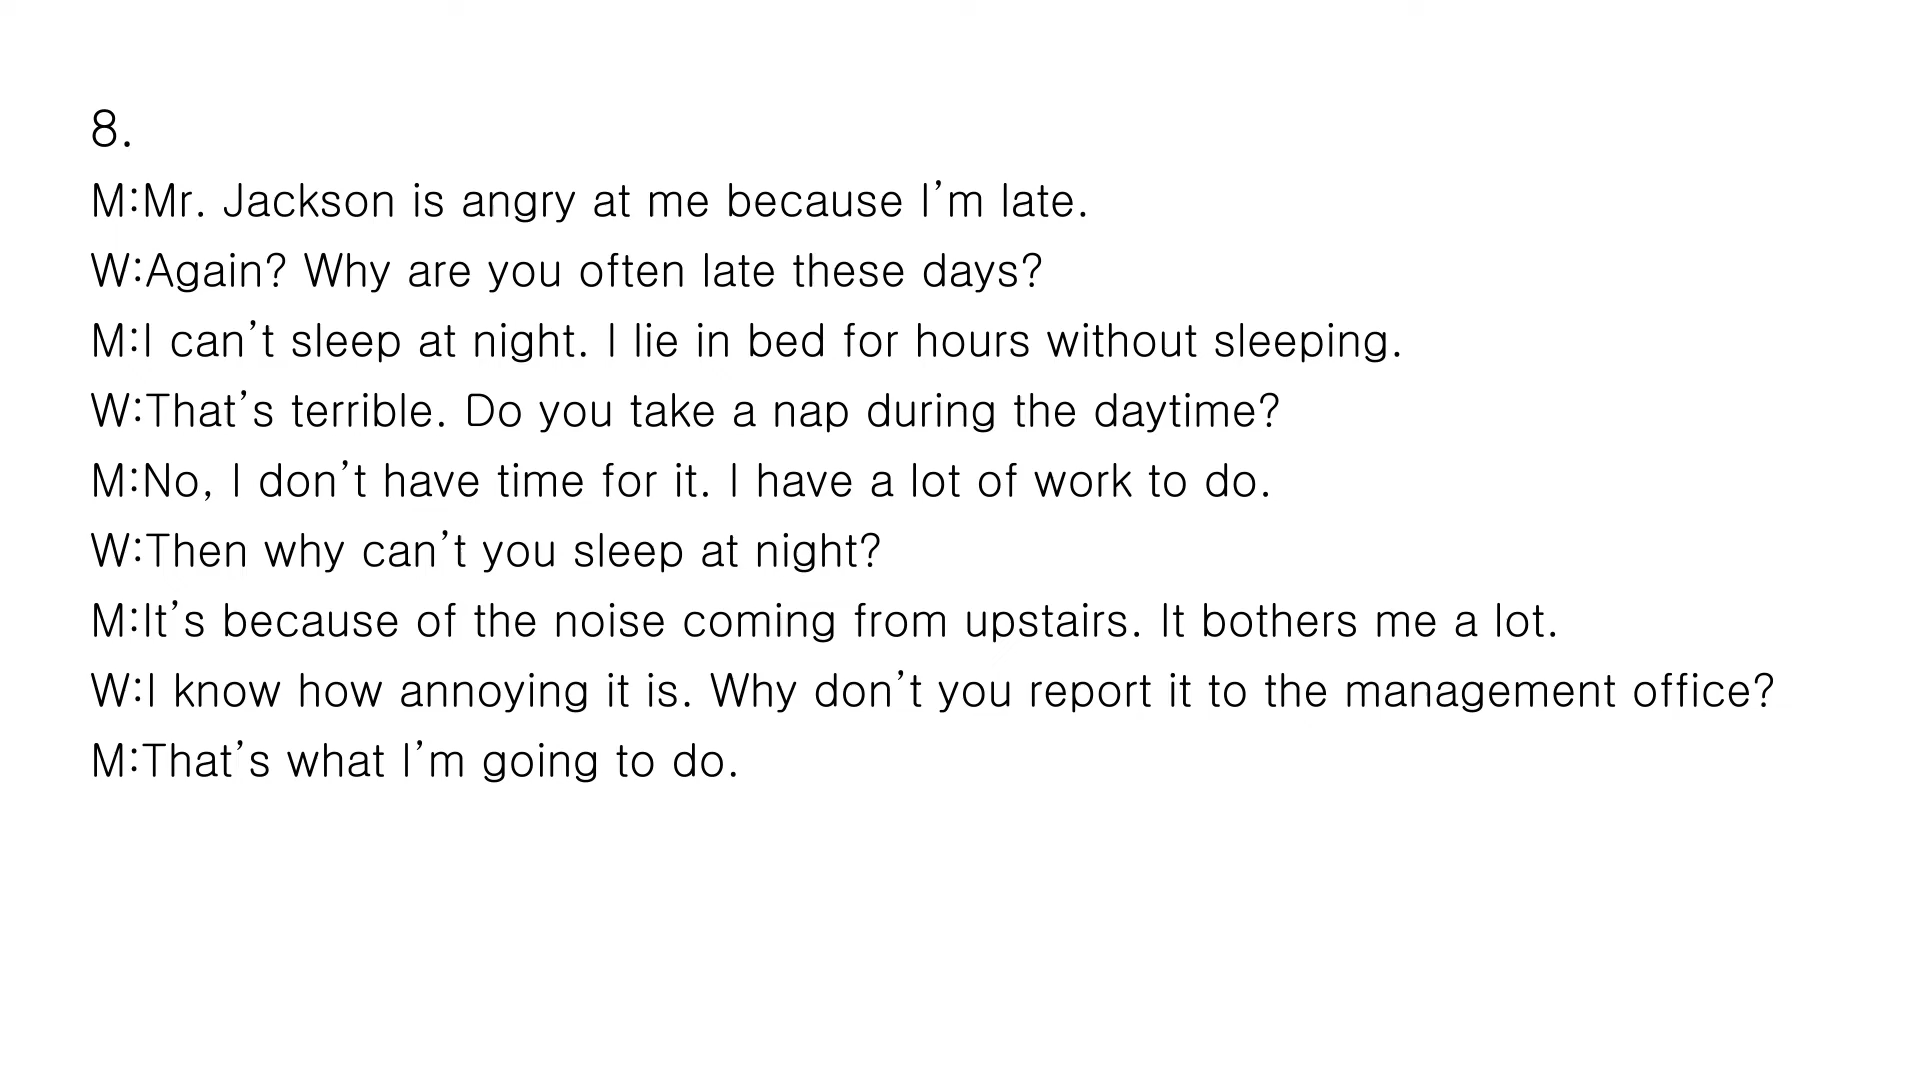 8.
M:Mr. Jackson is angry at me because I’m late.
W:Again? Why are you often late these days?
M:I can’t sleep at night. I lie in bed for hours without sleeping.
W:That’s terrible. Do you take a nap during the daytime?
M:No, I don’t have time for it. I have a lot of work to do.
W:Then why can’t you sleep at night?
M:It’s because of the noise coming from upstairs. It bothers me a lot.
W:I know how annoying it is. Why don’t you report it to the management office?
M:That’s what I’m going to do.